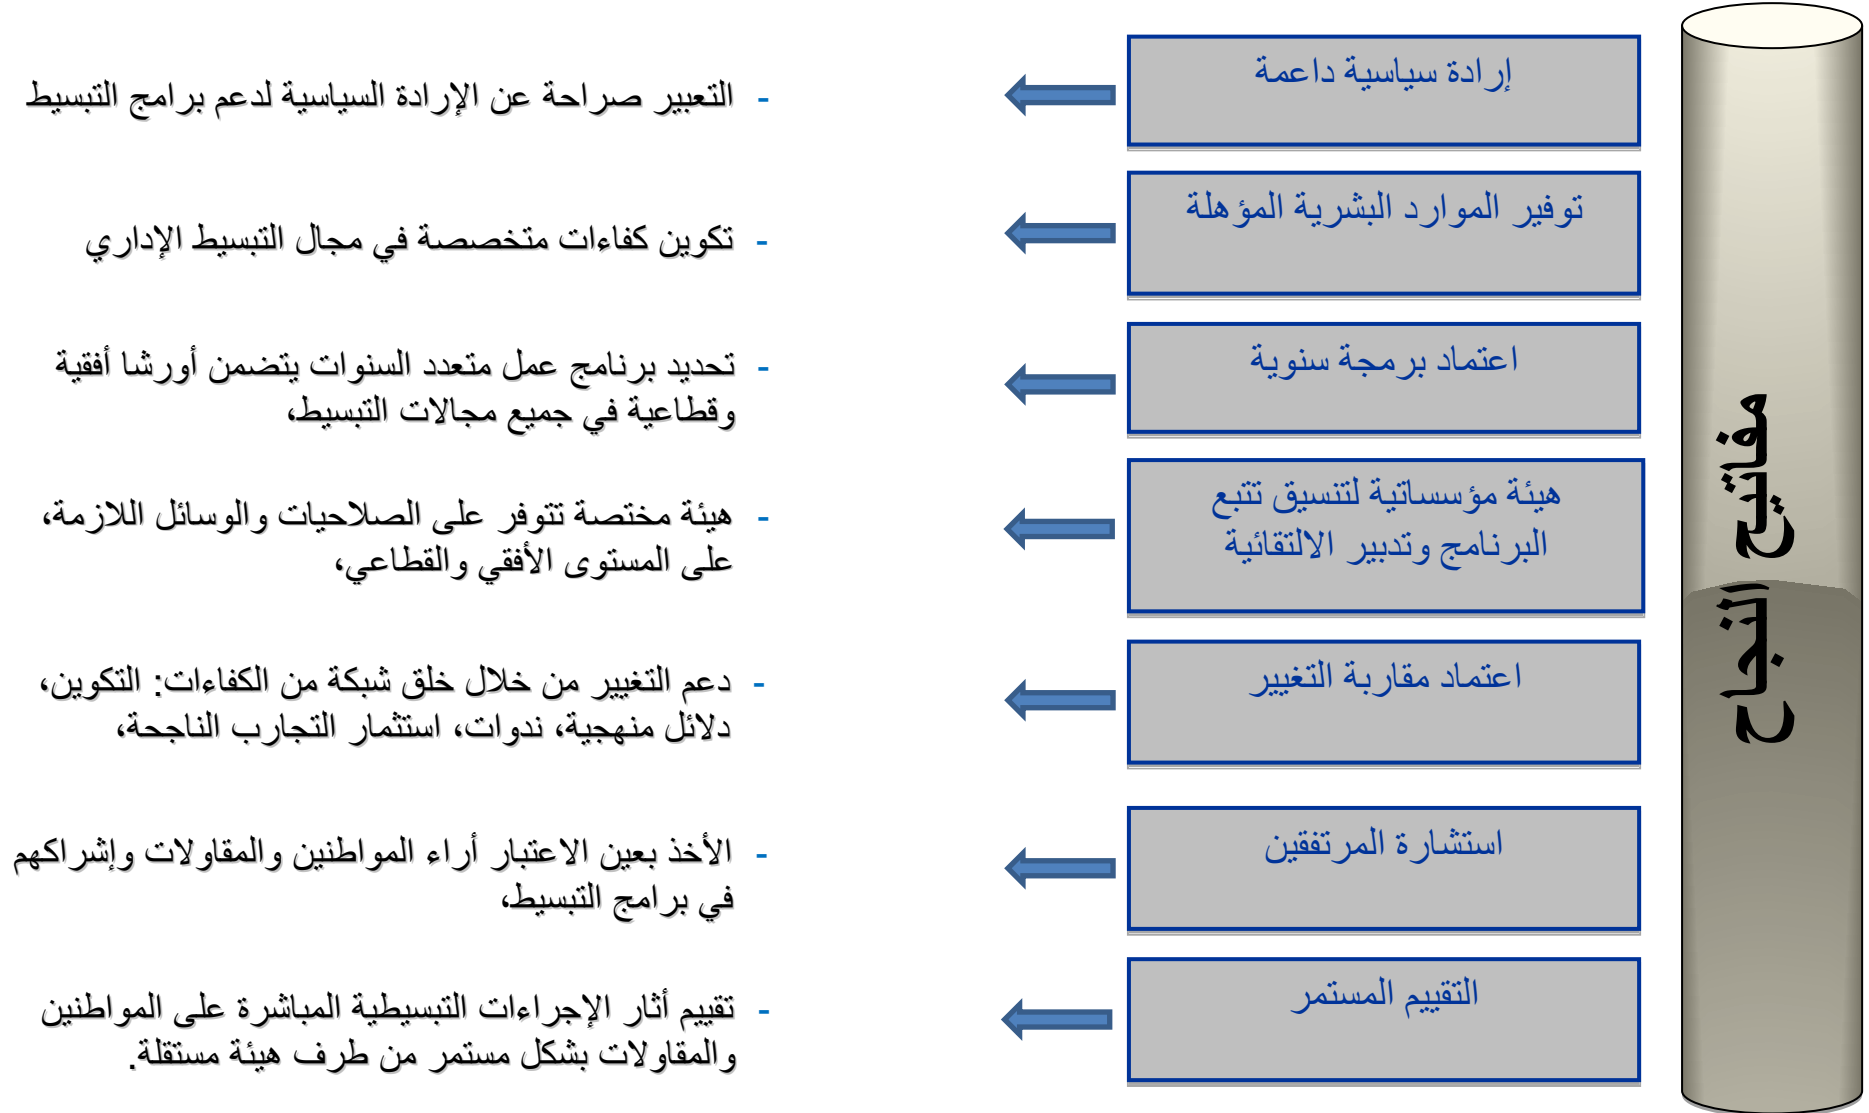 مفاتيح النجاح
إرادة سياسية داعمة
- التعبير صراحة عن الإرادة السياسية لدعم برامج التبسيط
توفير الموارد البشرية المؤهلة
- تكوين كفاءات متخصصة في مجال التبسيط الإداري
اعتماد برمجة سنوية
- تحديد برنامج عمل متعدد السنوات يتضمن أورشا أفقية
وقطاعية في جميع مجالات التبسيط،
هيئة مؤسساتية لتنسيق تتبع
البرنامج وتدبير الالتقائية
- هيئة مختصة تتوفر على الصلاحيات والوسائل اللازمة،
على المستوى الأفقي والقطاعي،
اعتماد مقاربة التغيير
- دعم التغيير من خلال خلق شبكة من الكفاءات: التكوين،
دلائل منهجية، ندوات، استثمار التجارب الناجحة،
استشارة المرتفقين
- الأخذ بعين الاعتبار أراء المواطنين والمقاولات وإشراكهم
في برامج التبسيط،
التقييم المستمر
- تقييم أثار الإجراءات التبسيطية المباشرة على المواطنين
والمقاولات بشكل مستمر من طرف هيئة مستقلة.